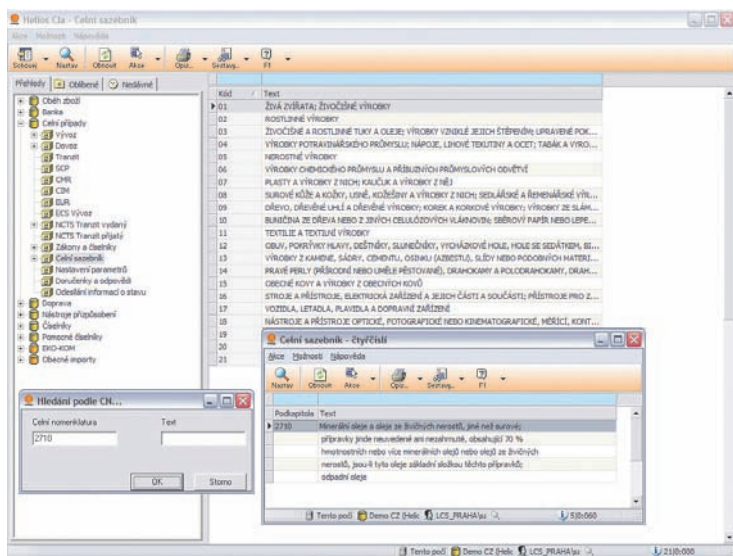 Helios Cla - Celní sazebník
Akce Možnosti Nápověda
Schovej Nastav Obnovit Akce Opis... Sestavy... F1
Přehledy Oblíbené Nedávné
Oběh zboží
Banka
Celní případy
Vývoz
Dovoz
Tranzit
SCP
CMR
CIM
EUR
ECS Vývoz
NCTS Tranzit vydaný
NCTS Tranzit přijatý
Zákony a číselníky
Celní sazebník
Nastavení parametrů
Doručenky a odpovědi
Odesílání informací o stavu
Doprava
Nástroje přizpůsobení
Číselníky
Pomocné číselníky
EKO-KOM
Obecné importy
Kód / Text
01 ŽIVÁ ZVÍŘATA; ŽIVOČIŠNÉ VÝROBKY
02 ROSTLINNÉ VÝROBKY
03 ŽIVOČIŠNÉ A ROSTLINNÉ TUKY A OLEJE; VÝROBKY VZNIKLÉ JEJICH ŠTĚPENÍM; UPRAVENÉ POK...
04 VÝROBKY POTRAVINÁŘSKÉHO PRŮMYSLU; NÁPOJE, LIHOVÉ TEKUTINY A OCET; TABÁK A VYRO...
05 NEROSTNÉ VÝROBKY
06 VÝROBKY CHEMICKÉHO PRŮMYSLU A PŘÍBUZNÝCH PRŮMYSLOVÝCH ODVĚTVÍ
07 PLASTY A VÝROBKY Z NICH; KAUČUK A VÝROBKY Z NĚJ
08 SUROVÉ KŮŽE A KOŽKY, USNĚ, KOŽEŠINY A VÝROBKY Z NICH; SEDLÁŘSKÉ A ŘEMENÁŘSKÉ VÝR...
09 DŘEVO, DŘEVĚNÉ UHLÍ A DŘEVĚNÉ VÝROBKY; KOREK A KORKOVÉ VÝROBKY; VÝROBKY ZE SLÁM...
10 BUNIČINA ZE DŘEVA NEBO Z JINÝCH CELULÓZOVÝCH VLÁKNOVIN; SBĚROVÝ PAPÍR NEBO LEPE...
11 TEXTILIE A TEXTILNÍ VÝROBKY
12 OBUV, POKRÝVKY HLAVY, DEŠTNÍKY, SLUNEČNÍKY, VYCHÁZKOVÉ HOLE, HOLE SE SEDÁTKEM, BI...
13 VÝROBKY Z KAMENE, SÁDRY, CEMENTU, OSINKU (AZBESTU), SLÍDY NEBO PODOBNÝCH MATERI...
14 PRAVÉ PERLY (PŘÍRODNÍ NEBO UMĚLE PĚSTOVANÉ), DRAHOKAMY A POLODRAHOKAMY, DRAH...
15 OBECNÉ KOVY A VÝROBKY Z OBECNÝCH KOVŮ
16 STROJE A PŘÍSTROJE, ELEKTRICKÁ ZAŘÍZENÍ A JEJICH ČÁSTI A SOUČÁSTI; PŘÍSTROJE PRO Z...
17 VOZIDLA, LETADLA, PLAVIDLA A DOPRAVNÍ ZAŘÍZENÍ
18 NÁSTROJE A PŘÍSTROJE OPTICKÉ, FOTOGRAFICKÉ NEBO KINEMATOGRAFICKÉ, MĚŘICÍ, KONT...
19
20
21
Celní sazebník - čtyřčíslí
Akce Možnosti Nápověda
Nastav Obnovit Akce Opis... Sestavy... F1
Podkapitola Text
2710 Minerální oleje a oleje ze živičných nerostů, jiné než surové;
přípravky jinde neuvedené ani nezahrnuté, obsahující 70 %
hmotnostních nebo více minerálních olejů nebo olejů ze živičných
nerostů, jsou-li tyto oleje základní složkou těchto přípravků;
odpadní oleje
Tento počí Demo CZ (Helic LCS_PRAHA\su 5|0:060
Hledání podle CN...
Celní nomenklatura Text
2710
OK Storno
Tento počí Demo CZ (Helic LCS_PRAHA\su 21|0:030